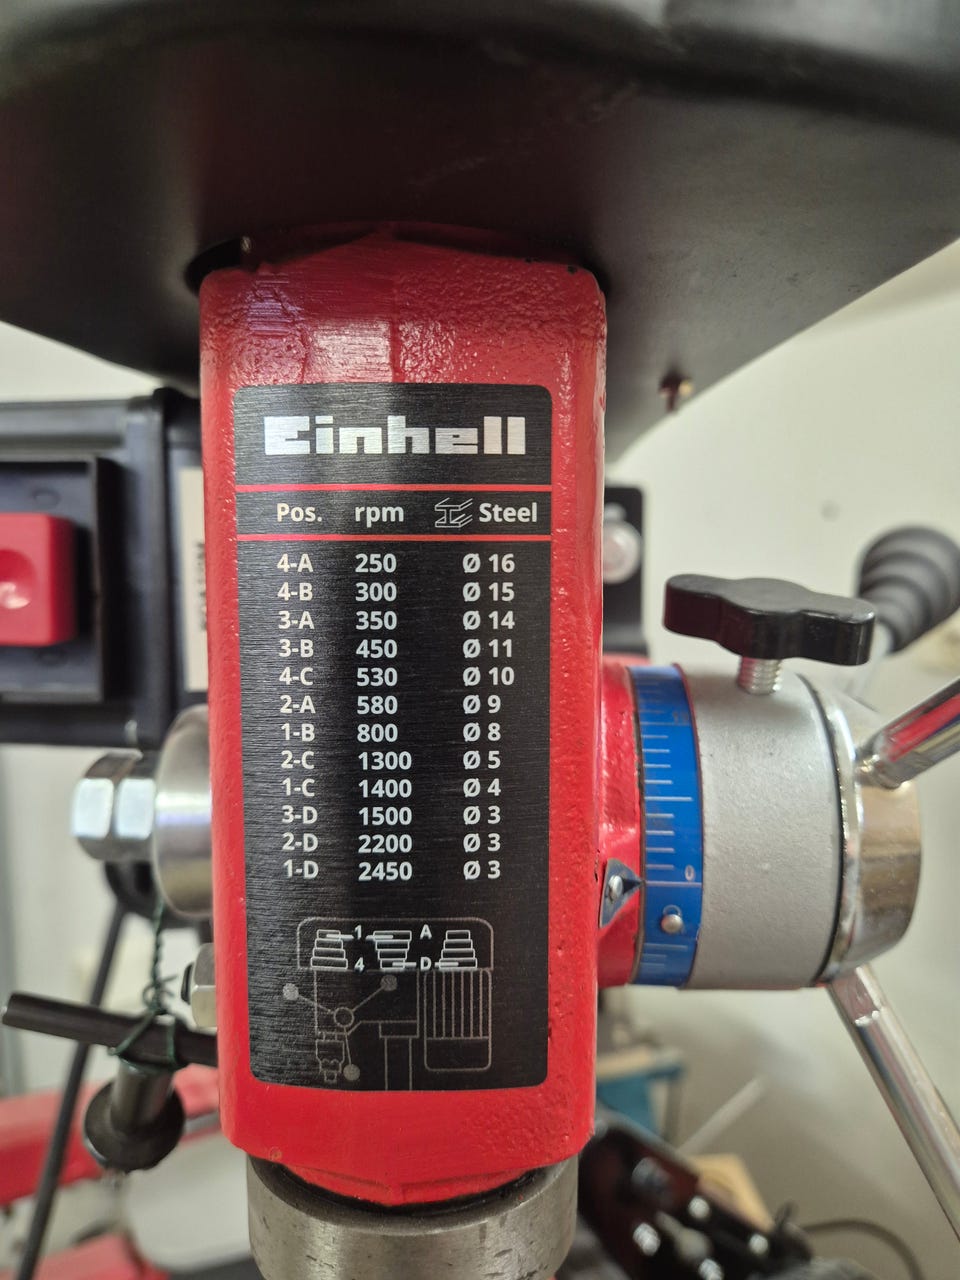 Einhell
Pos. rpm Steel
4-A 250 Ø 16
4-B 300 Ø 15
3-A 350 Ø 14
3-B 450 Ø 11
4-C 530 Ø 10
2-A 580 Ø 9
1-B 800 Ø 8
2-C 1300 Ø 5
1-C 1400 Ø 4
3-D 1500 Ø 3
2-D 2200 Ø 3
1-D 2450 Ø 3
1 A
4 D
0